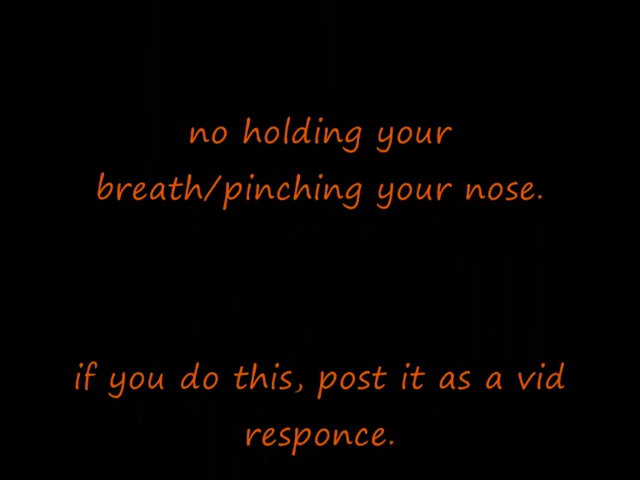 no holding your
breath/pinching your nose.
if you do this, post it as a vid
responce.